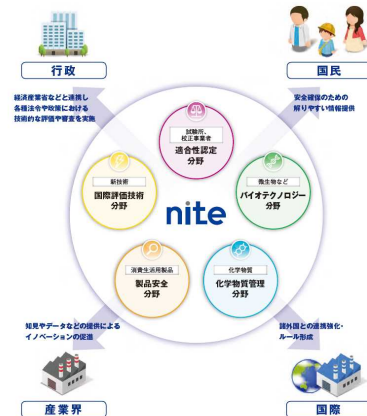 行政
国民
経済産業省などと連携し
各種法令や政策における
技術的な評価や審査を実施
安全確保のための
解りやすい情報提供
試験所、
校正事業者
適合性認定
分野
新技術
国際評価技術
分野
微生物など
バイオテクノロジー
分野
nite
消費生活用製品
製品安全
分野
化学物質
化学物質管理
分野
知見やデータなどの提供による
イノベーションの促進
諸外国との連携強化・
ルール形成
産業界
国際